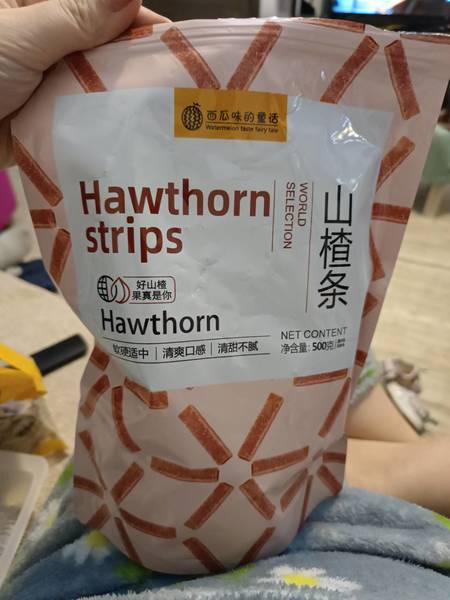 西瓜味的童话
Watermelon taste fairy tale
Hawthorn
strips
WORLD
SELECTION
山楂条
好山楂
果真是你
Hawthorn
软硬适中 | 清爽口感 | 清甜不腻
NET CONTENT
净含量: 500克